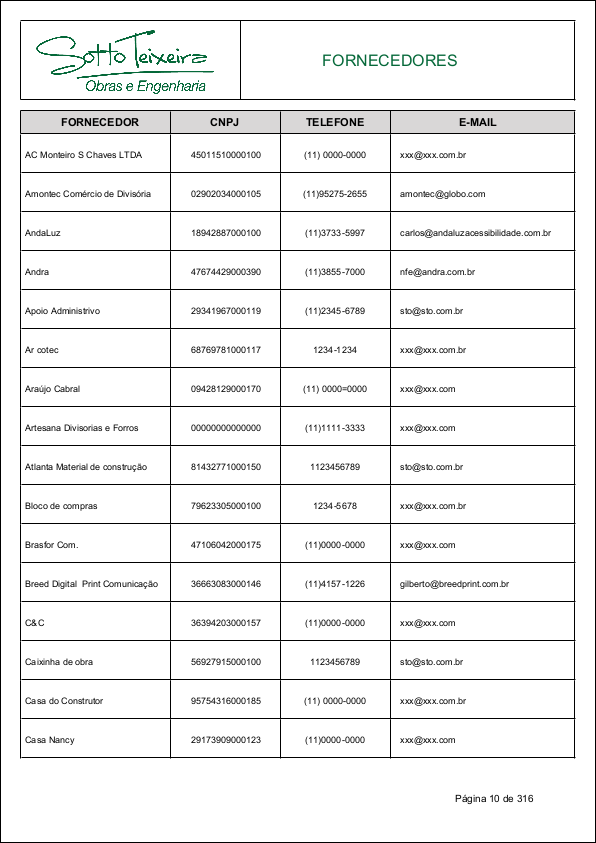 Sotto Teixeira
Obras e Engenharia
FORNECEDORES
FORNECEDOR CNPJ TELEFONE E-MAIL
AC Monteiro S Chaves LTDA 45011510000100 (11) 0000-0000 xxx@xxx.com.br
Amontec Comércio de Divisória 02902034000105 (11)95275-2655 amontec@globo.com
AndaLuz 18942887000100 (11)3733-5997 carlos@andaluzacessibilidade.com.br
Andra 47674429000390 (11)3855-7000 nfe@andra.com.br
Apoio Administrivo 29341967000119 (11)2345-6789 sto@sto.com.br
Ar cotec 68769781000117 1234-1234 xxx@xxx.com.br
Araújo Cabral 09428129000170 (11) 0000=0000 xxx@xxx.com
Artesana Divisorias e Forros 00000000000000 (11)1111-3333 xxx@xxx.com
Atlanta Material de construção 81432771000150 1123456789 sto@sto.com.br
Bloco de compras 79623305000100 1234-5678 xxx@xxx.com.br
Brasfor Com. 47106042000175 (11)0000-0000 xxx@xxx.com
Breed Digital  Print Comunicação 36663083000146 (11)4157-1226 gilberto@breedprint.com.br
C&C 36394203000157 (11)0000-0000 xxx@xxx.com
Caixinha de obra 56927915000100 1123456789 sto@sto.com.br
Casa do Construtor 95754316000185 (11) 0000-0000 xxx@xxx.com.br
Casa Nancy 29173909000123 (11)0000-0000 xxx@xxx.com
Página 10 de 316